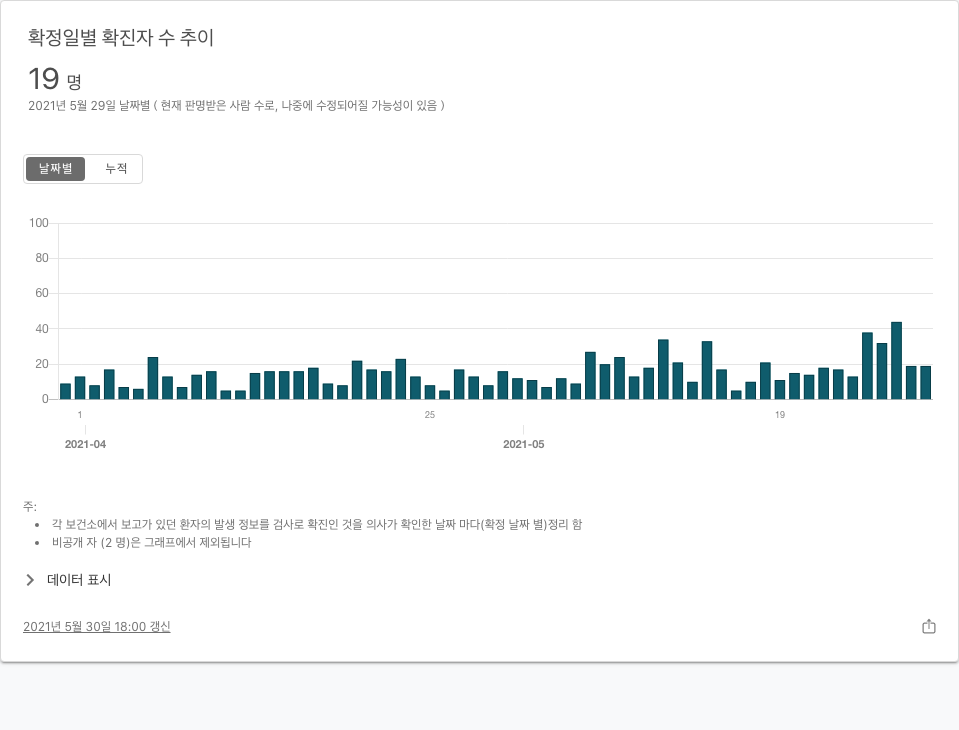 확정일별 확진자 수 추이
19 명
2021년 5월 29일 날짜별 ( 현재 판명받은 사람 수로, 나중에 수정되어질 가능성이 있음 )
날짜별 누적
100
80
60
40
20
0
1 25 19
2021-04 2021-05
주:
• 각 보건소에서 보고가 있던 환자의 발생 정보를 검사로 확진인 것을 의사가 확인한 날짜 마다(확정 날짜 별)정리 함
• 비공개 자 (2 명)은 그래프에서 제외됩니다
데이터 표시
2021년 5월 30일 18:00 갱신